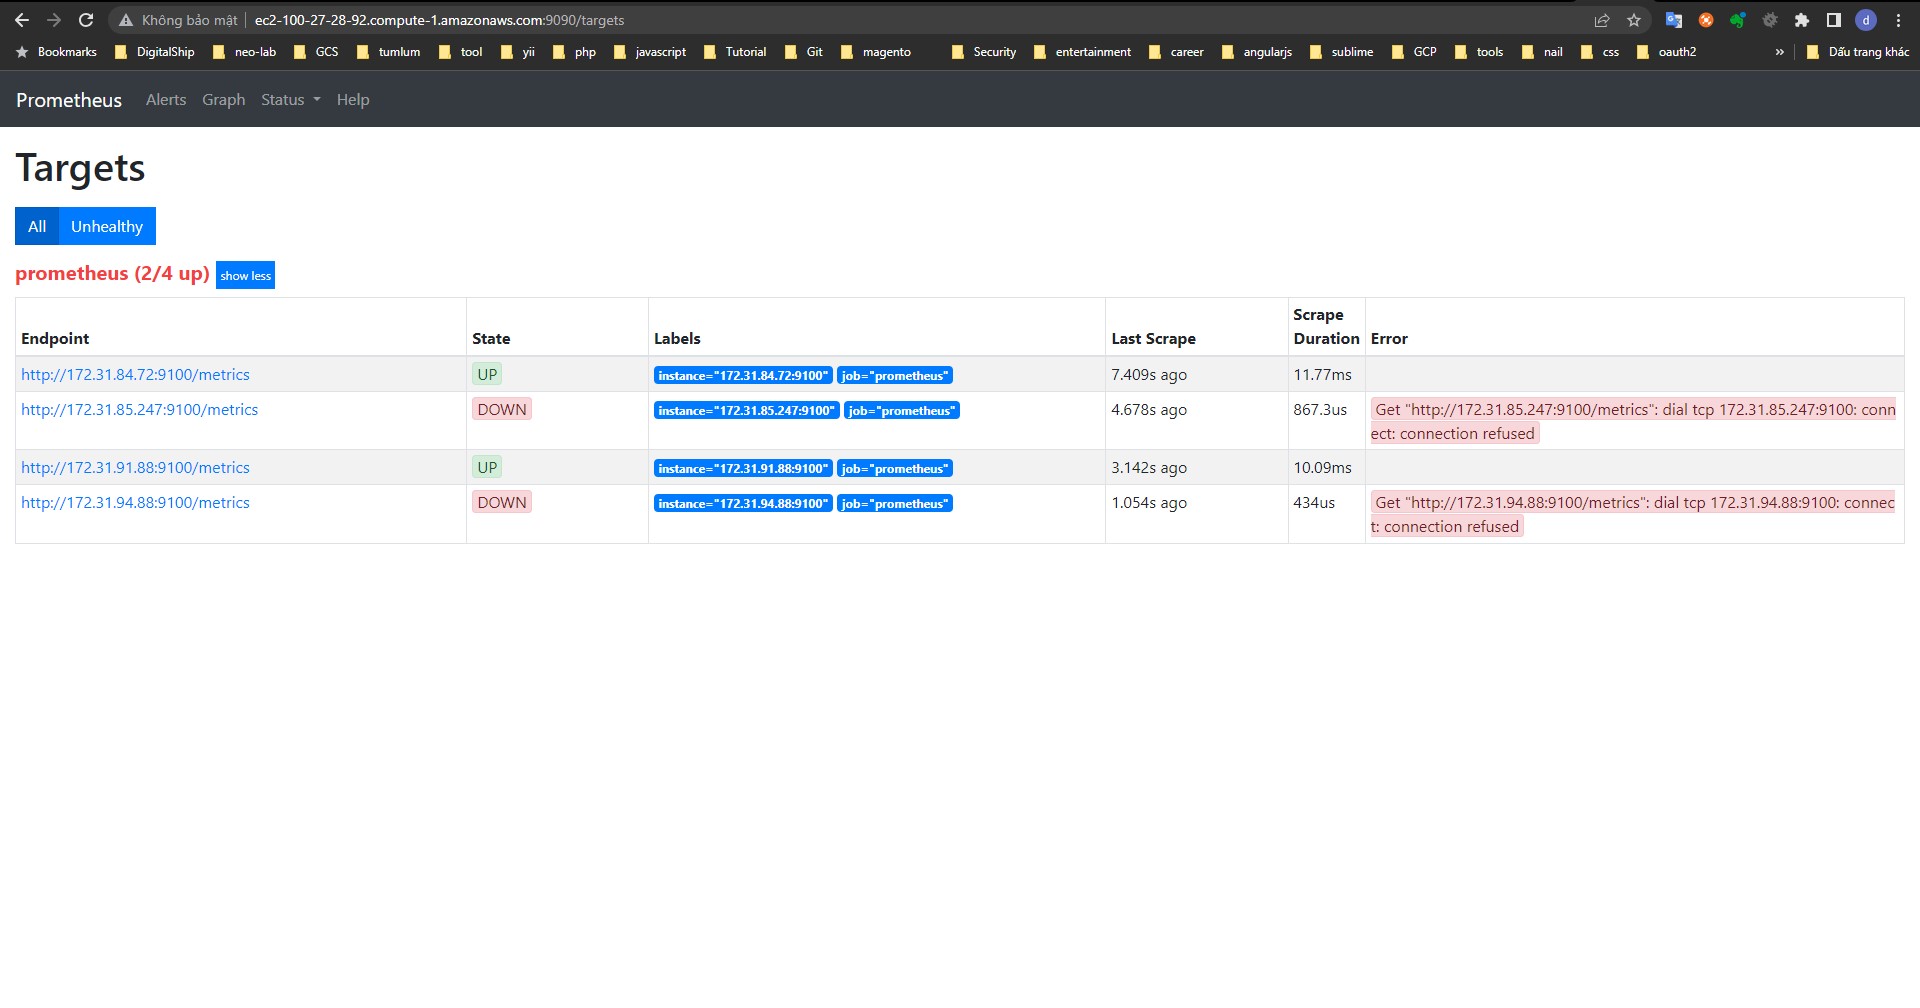 Không bảo mật ec2-100-27-28-92.compute-1.amazonaws.com:9090/targets d
Bookmarks DigitalShip neo-lab GCS tumlum tool yii php javascript Tutorial Git magento Security entertainment career angularjs sublime GCP tools nail css oauth2 » Dấu trang khác
Prometheus Alerts Graph Status Help
Targets
All Unhealthy
prometheus (2/4 up) show less
Endpoint State Labels Last Scrape Scrape Duration Error
http://172.31.84.72:9100/metrics UP instance="172.31.84.72:9100" job="prometheus" 7.409s ago 11.77ms
http://172.31.85.247:9100/metrics DOWN instance="172.31.85.247:9100" job="prometheus" 4.678s ago 867.3us Get "http://172.31.85.247:9100/metrics": dial tcp 172.31.85.247:9100: conn
ect: connection refused
http://172.31.91.88:9100/metrics UP instance="172.31.91.88:9100" job="prometheus" 3.142s ago 10.09ms
http://172.31.94.88:9100/metrics DOWN instance="172.31.94.88:9100" job="prometheus" 1.054s ago 434us Get "http://172.31.94.88:9100/metrics": dial tcp 172.31.94.88:9100: connec
t: connection refused